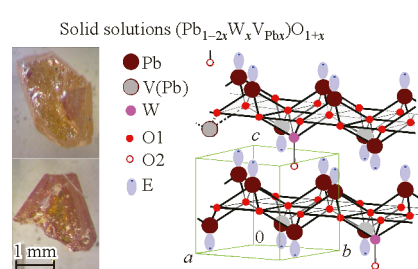 Solid solutions (Pb1–2xWxVPbx)O1+x
Pb
V(Pb)
W
O1
O2
E
1 mm
c
0
a
b